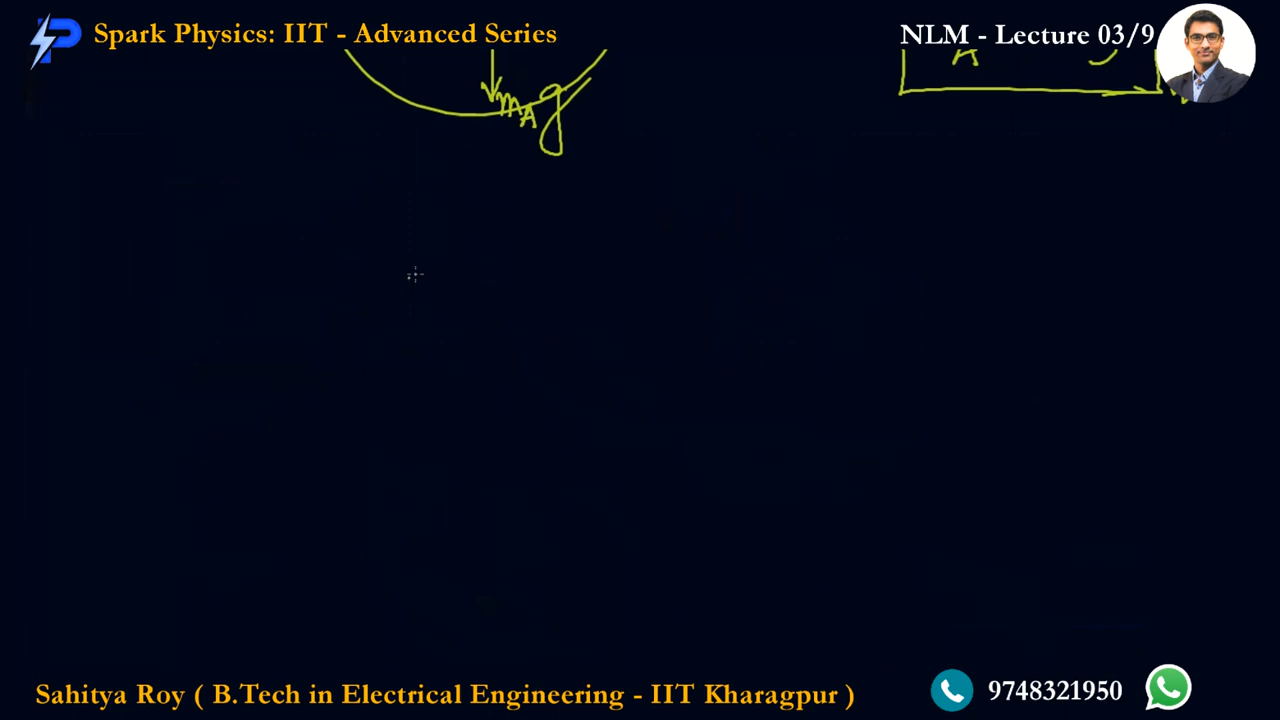 Spark Physics: IIT - Advanced Series
NLM - Lecture 03/9
mAg
Sahitya Roy ( B.Tech in Electrical Engineering - IIT Kharagpur )
9748321950